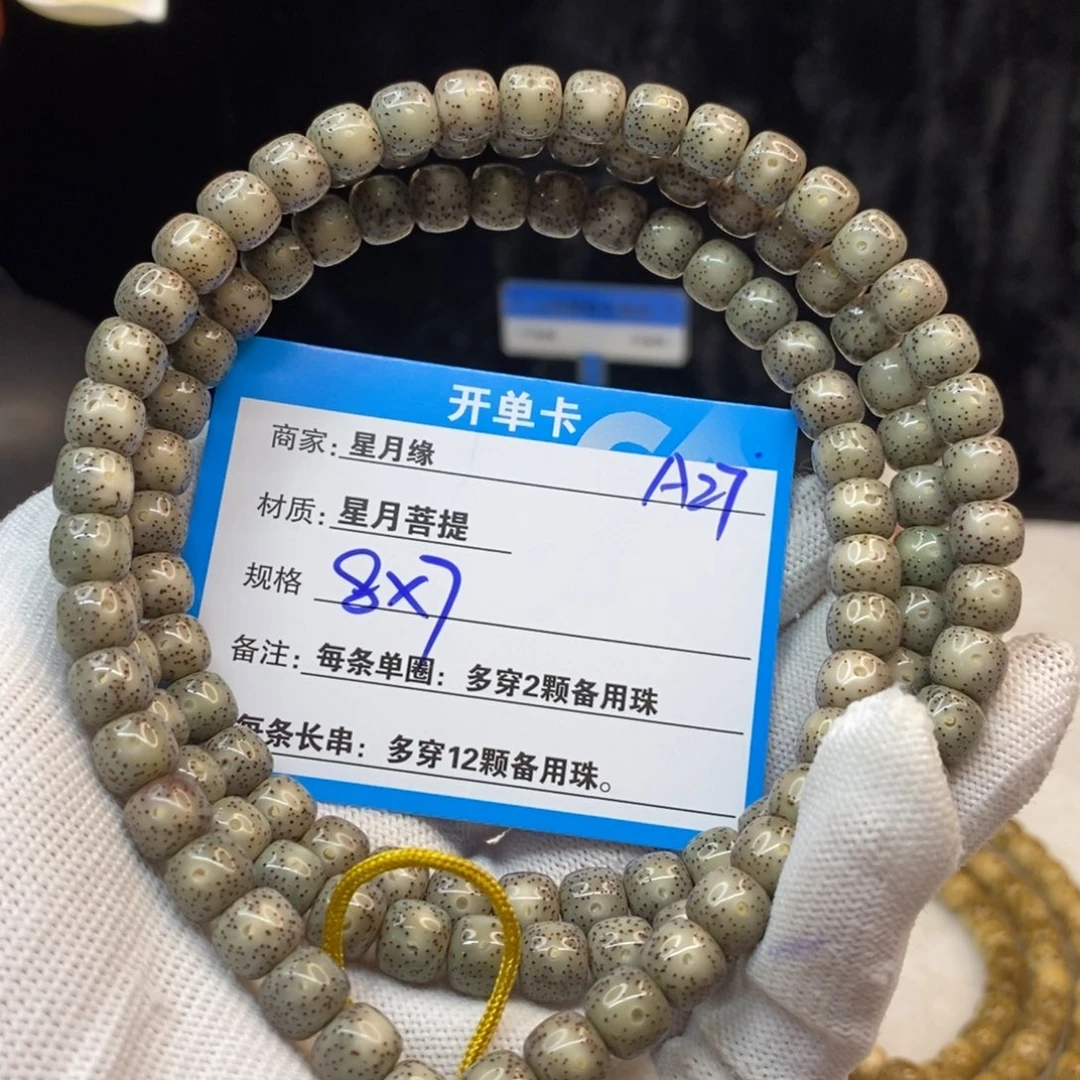 开单卡
商家：星月缘
A27
材质：星月菩提
规格 8x7
备注：每条单圈：多穿2颗备用珠
每条长串：多穿12颗备用珠。